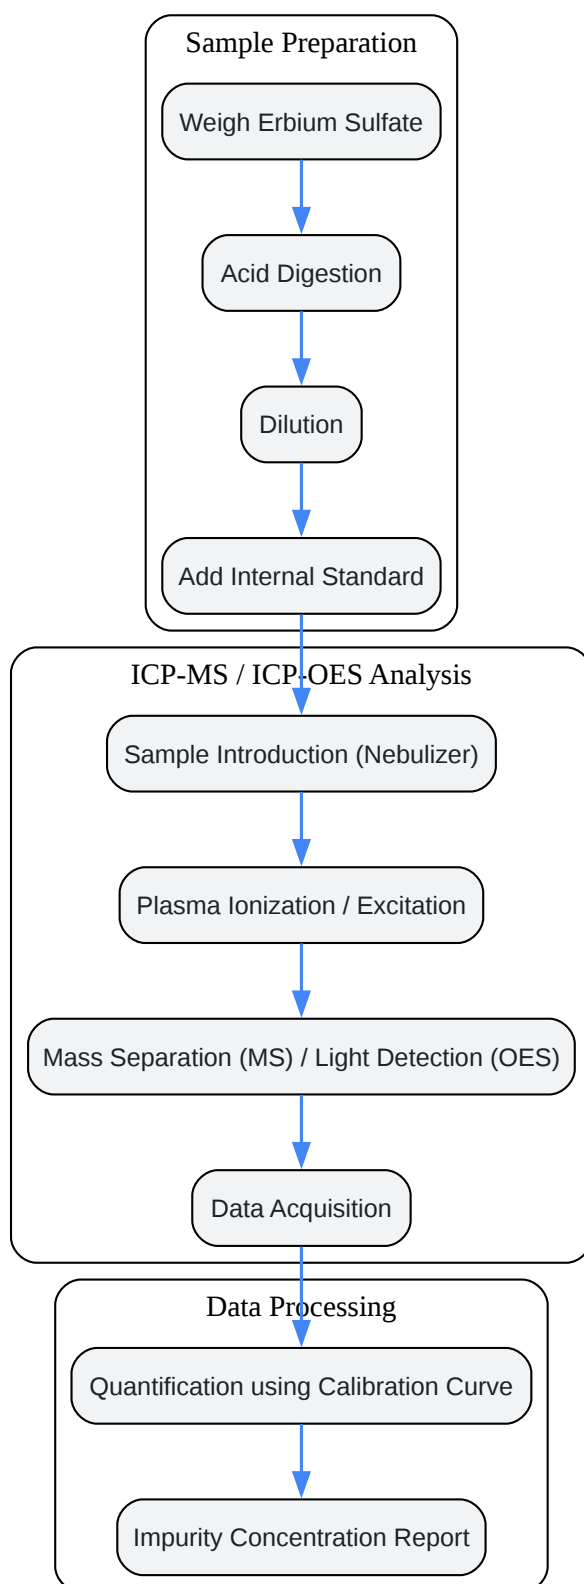 Sample Preparation
Weigh Erbium Sulfate
Acid Digestion
Dilution
Add Internal Standard
ICP-MS / ICP-OES Analysis
Sample Introduction (Nebulizer)
Plasma Ionization / Excitation
Mass Separation (MS) / Light Detection (OES)
Data Acquisition
Data Processing
Quantification using Calibration Curve
Impurity Concentration Report